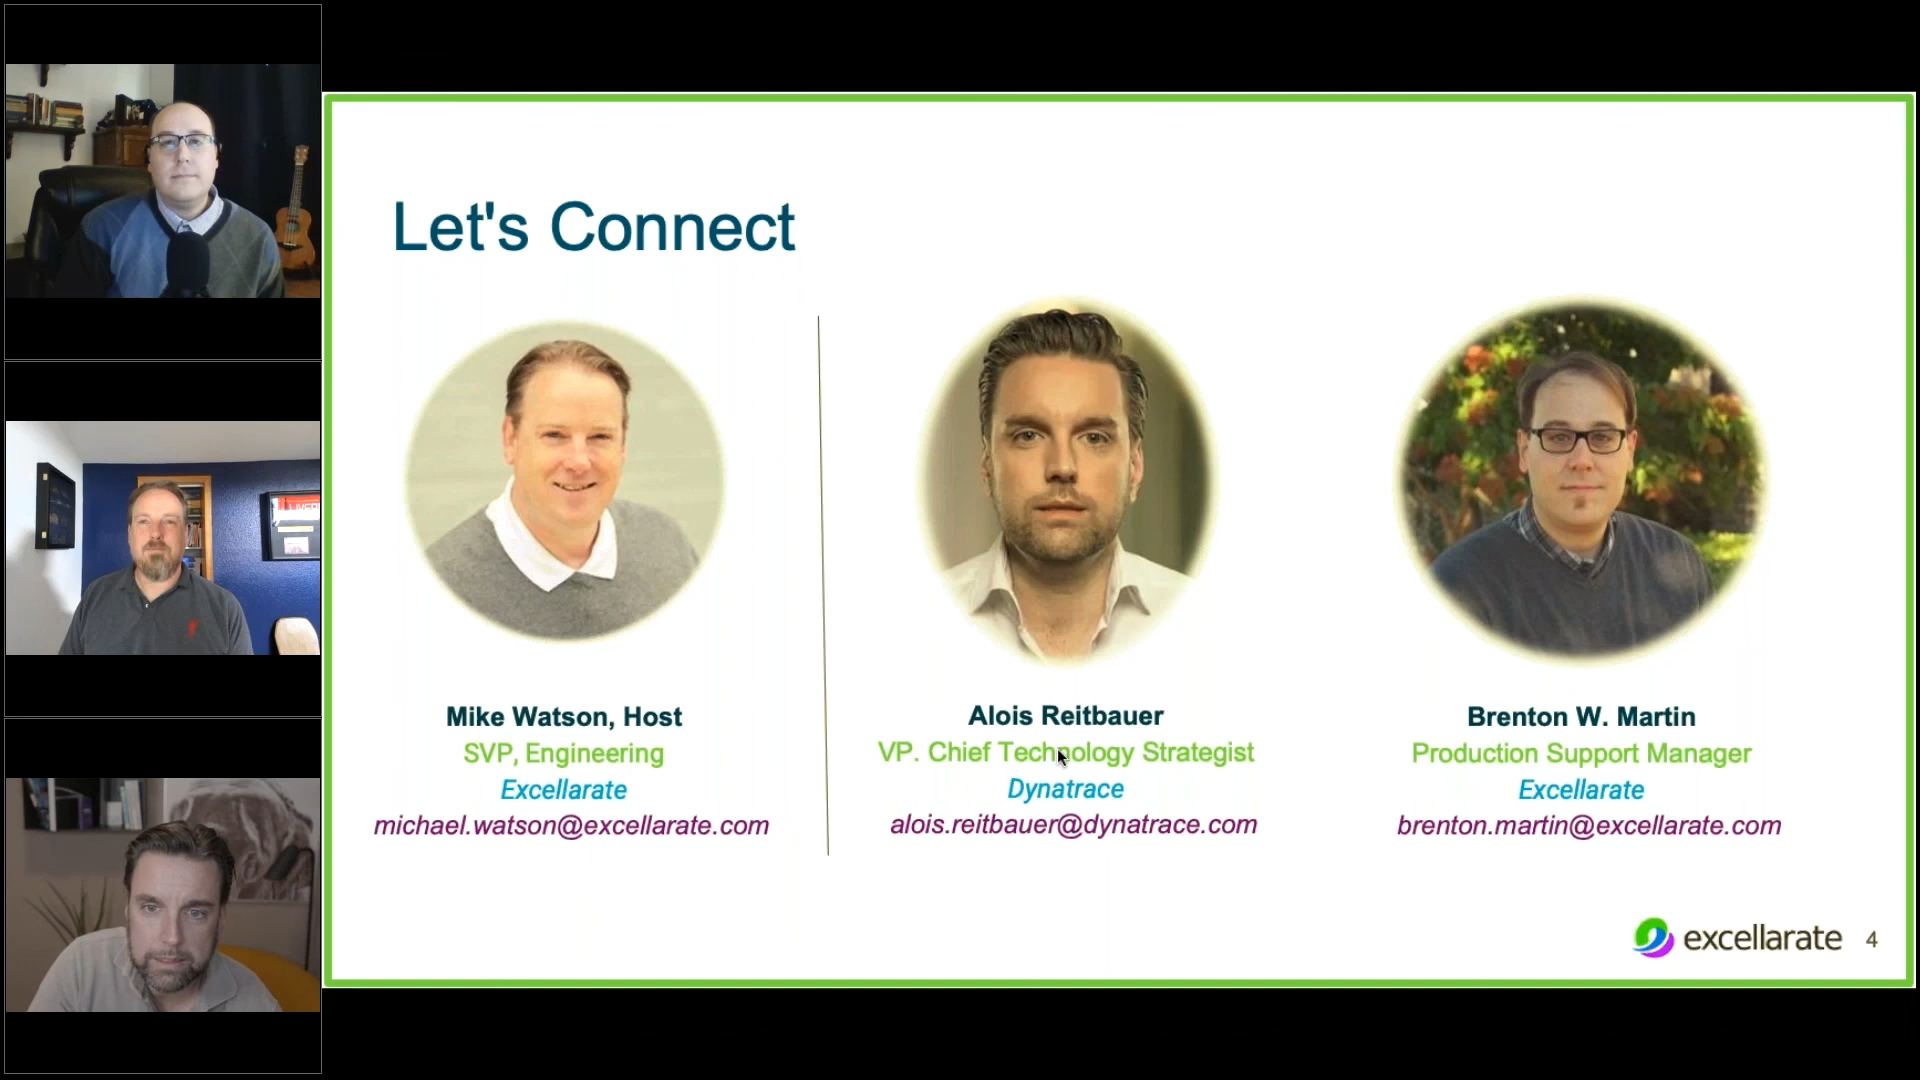 Let's Connect
Mike Watson, Host
SVP, Engineering
Excellarate
michael.watson@excellarate.com
Alois Reitbauer
VP. Chief Technology Strategist
Dynatrace
alois.reitbauer@dynatrace.com
Brenton W. Martin
Production Support Manager
Excellarate
brenton.martin@excellarate.com
excellarate 4